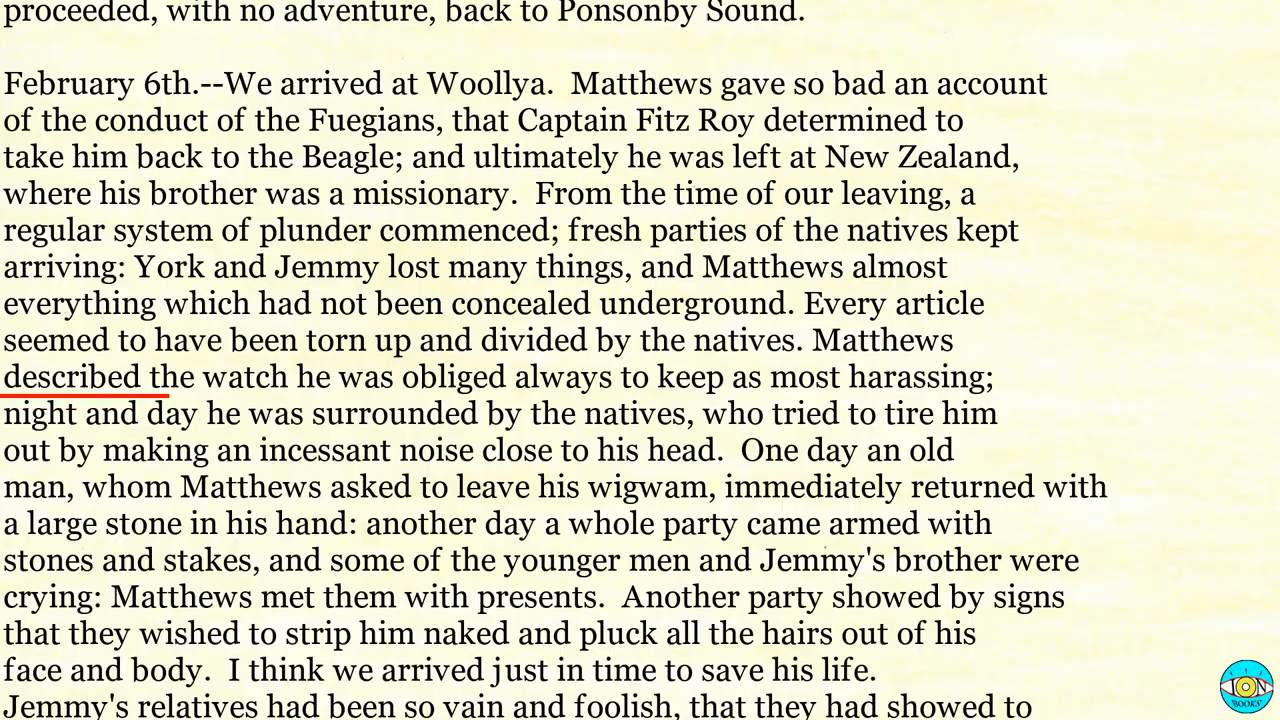 proceeded, with no adventure, back to Ponsonby Sound.
February 6th.--We arrived at Woollya.  Matthews gave so bad an account
of the conduct of the Fuegians, that Captain Fitz Roy determined to
take him back to the Beagle; and ultimately he was left at New Zealand,
where his brother was a missionary.  From the time of our leaving, a
regular system of plunder commenced; fresh parties of the natives kept
arriving: York and Jemmy lost many things, and Matthews almost
everything which had not been concealed underground. Every article
seemed to have been torn up and divided by the natives. Matthews
described the watch he was obliged always to keep as most harassing;
night and day he was surrounded by the natives, who tried to tire him
out by making an incessant noise close to his head.  One day an old
man, whom Matthews asked to leave his wigwam, immediately returned with
a large stone in his hand: another day a whole party came armed with
stones and stakes, and some of the younger men and Jemmy's brother were
crying: Matthews met them with presents.  Another party showed by signs
that they wished to strip him naked and pluck all the hairs out of his
face and body.  I think we arrived just in time to save his life.
Jemmy's relatives had been so vain and foolish, that they had showed to
ION
BOOKS